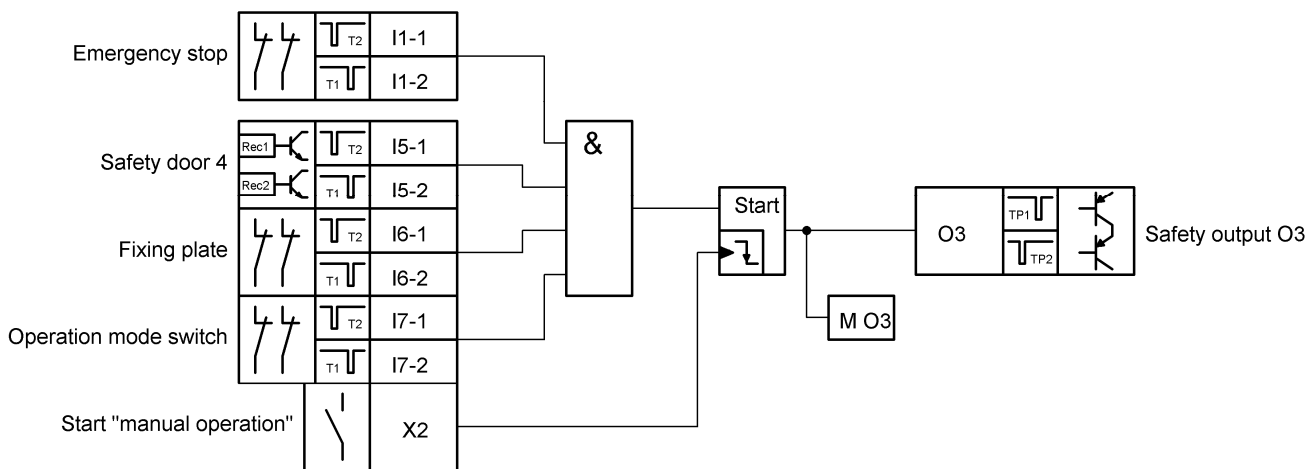 Emergency stop
T2
I1-1
T1
I1-2
Safety door 4
Rec1
T2
I5-1
Rec2
T1
I5-2
Fixing plate
T2
I6-1
T1
I6-2
Operation mode switch
T2
I7-1
T1
I7-2
Start "manual operation"
X2
&
Start
O3
TP1
TP2
Safety output O3
M O3